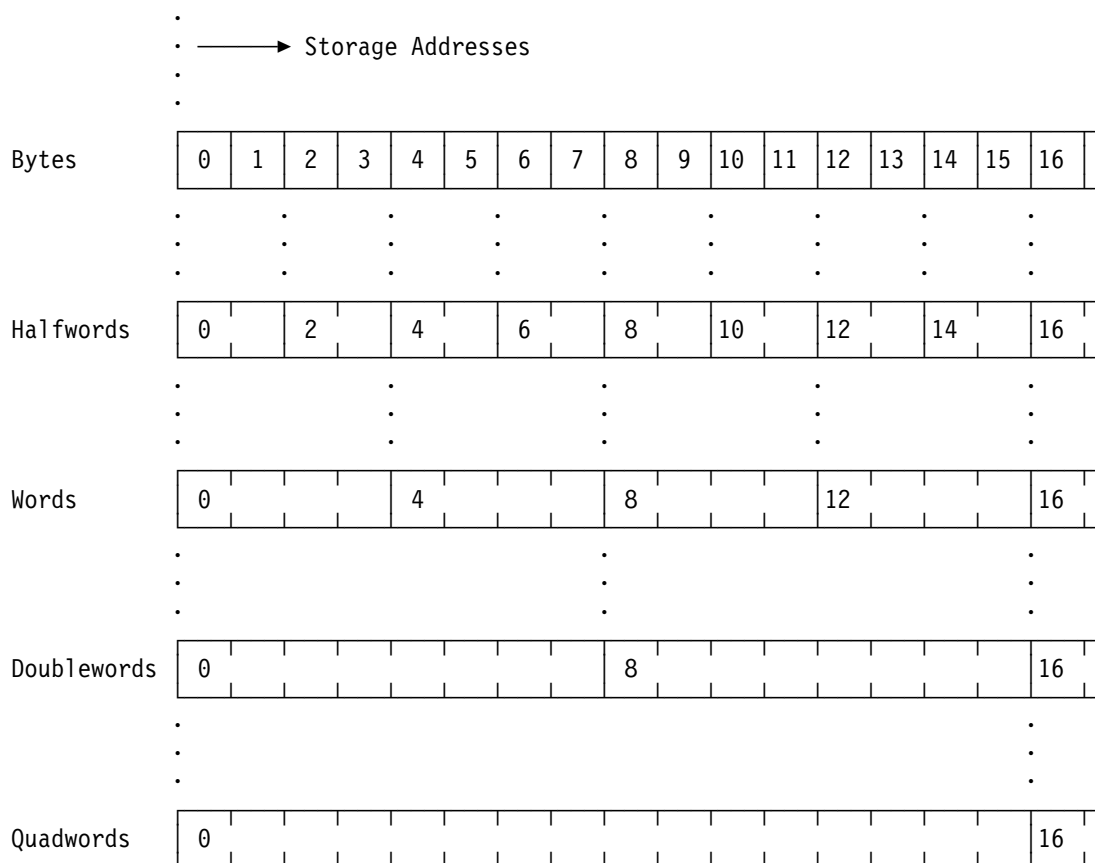 Storage Addresses
Bytes 0 1 2 3 4 5 6 7 8 9 10 11 12 13 14 15 16
Halfwords 0 2 4 6 8 10 12 14 16
Words 0 4 8 12 16
Doublewords 0 8 16
Quadwords 0 16